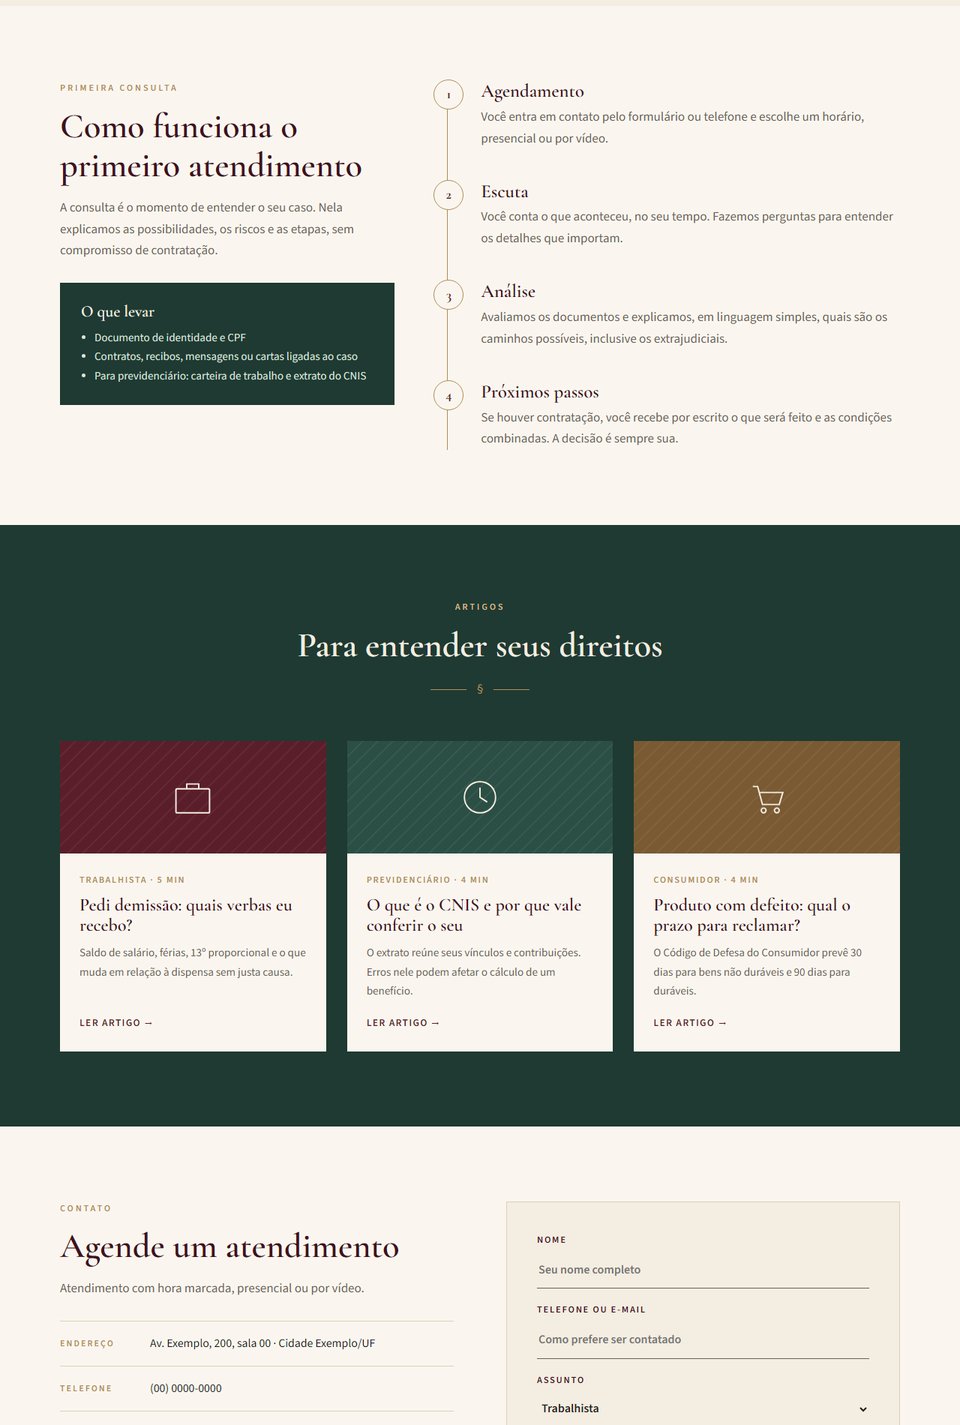 PRIMEIRA CONSULTA
Como funciona o
primeiro atendimento
A consulta é o momento de entender o seu caso. Nela
explicamos as possibilidades, os riscos e as etapas, sem
compromisso de contratação.
O que levar
• Documento de identidade e CPF
• Contratos, recibos, mensagens ou cartas ligadas ao caso
• Para previdenciário: carteira de trabalho e extrato do CNIS
1
Agendamento
Você entra em contato pelo formulário ou telefone e escolhe um horário,
presencial ou por vídeo.
2
Escuta
Você conta o que aconteceu, no seu tempo. Fazemos perguntas para entender
os detalhes que importam.
3
Análise
Avaliamos os documentos e explicamos, em linguagem simples, quais são os
caminhos possíveis, inclusive os extrajudiciais.
4
Próximos passos
Se houver contratação, você recebe por escrito o que será feito e as condições
combinadas. A decisão é sempre sua.
ARTIGOS
Para entender seus direitos
§
TRABALHISTA · 5 MIN
Pedi demissão: quais verbas eu
recebo?
Saldo de salário, férias, 13º proporcional e o que
muda em relação à dispensa sem justa causa.
LER ARTIGO →
PREVIDENCIÁRIO · 4 MIN
O que é o CNIS e por que vale
conferir o seu
O extrato reúne seus vínculos e contribuições.
Erros nele podem afetar o cálculo de um
benefício.
LER ARTIGO →
CONSUMIDOR · 4 MIN
Produto com defeito: qual o
prazo para reclamar?
O Código de Defesa do Consumidor prevê 30
dias para bens não duráveis e 90 dias para
duráveis.
LER ARTIGO →
CONTATO
Agende um atendimento
Atendimento com hora marcada, presencial ou por vídeo.
ENDEREÇO Av. Exemplo, 200, sala 00 · Cidade Exemplo/UF
TELEFONE (00) 0000-0000
NOME
Seu nome completo
TELEFONE OU E-MAIL
Como prefere ser contatado
ASSUNTO
Trabalhista